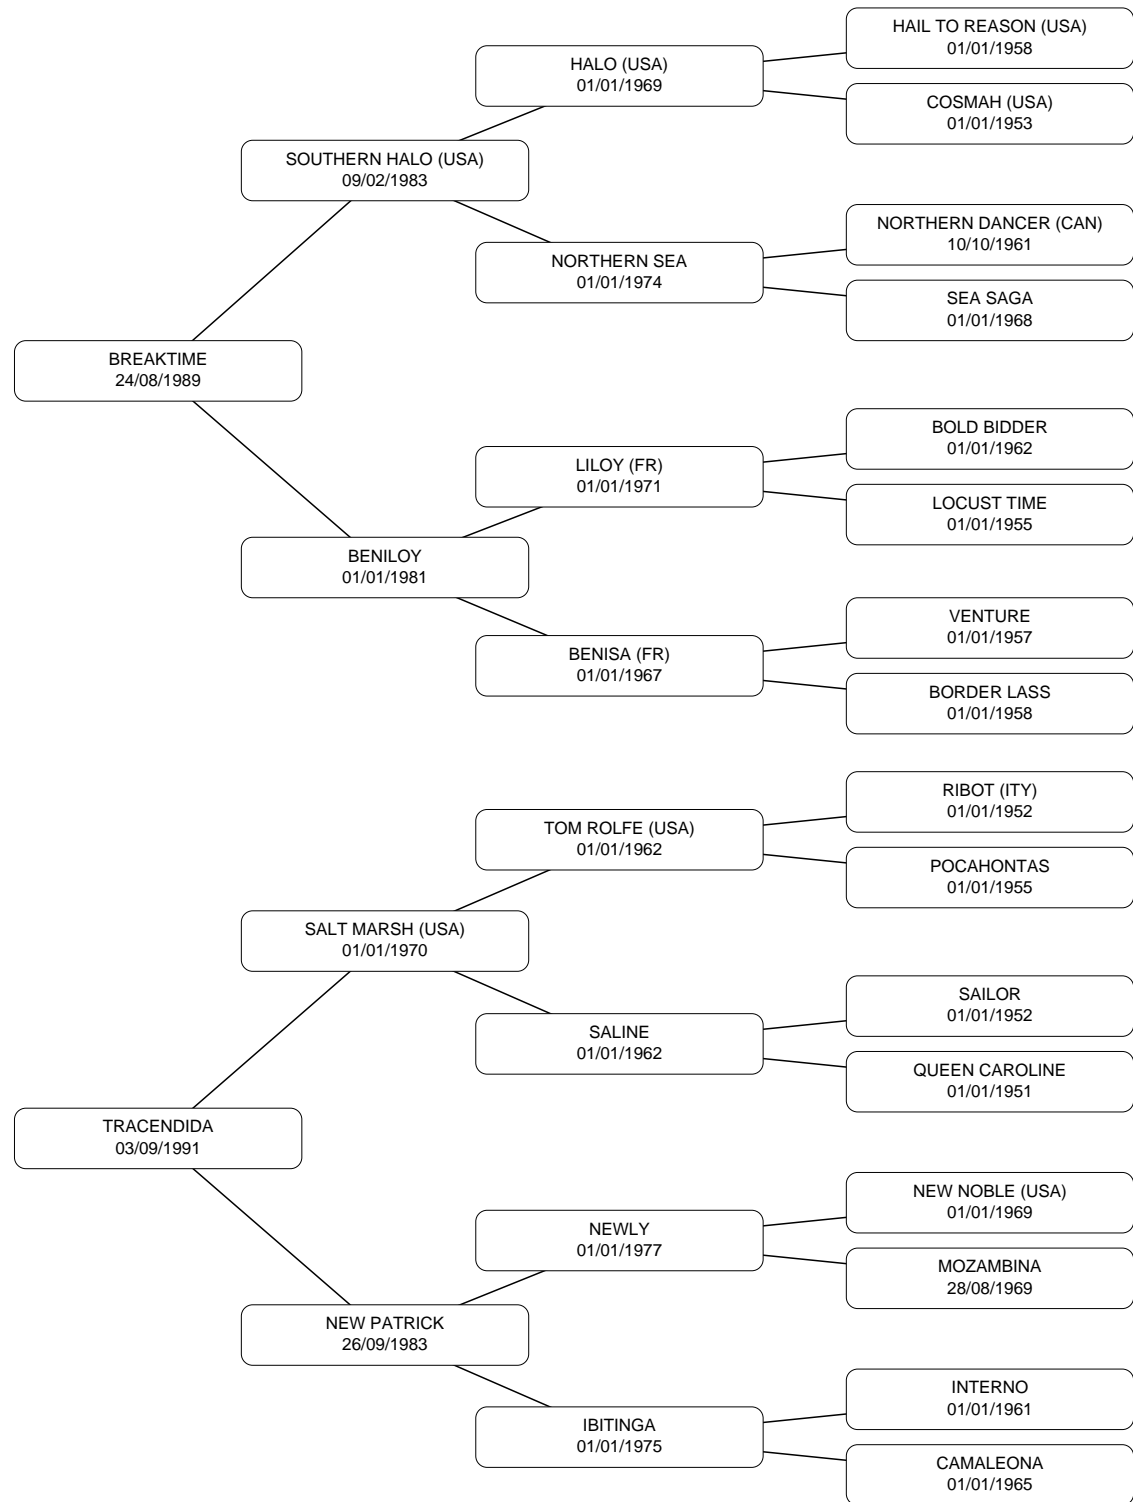 HAIL TO REASON (USA)
01/01/1958
HALO (USA)
01/01/1969
COSMAH (USA)
01/01/1953
SOUTHERN HALO (USA)
09/02/1983
NORTHERN DANCER (CAN)
10/10/1961
NORTHERN SEA
01/01/1974
SEA SAGA
01/01/1968
BREAKTIME
24/08/1989
BOLD BIDDER
01/01/1962
LILOY (FR)
01/01/1971
LOCUST TIME
01/01/1955
BENILOY
01/01/1981
VENTURE
01/01/1957
BENISA (FR)
01/01/1967
BORDER LASS
01/01/1958
RIBOT (ITY)
01/01/1952
TOM ROLFE (USA)
01/01/1962
POCAHONTAS
01/01/1955
SALT MARSH (USA)
01/01/1970
SAILOR
01/01/1952
SALINE
01/01/1962
QUEEN CAROLINE
01/01/1951
TRACENDIDA
03/09/1991
NEW NOBLE (USA)
01/01/1969
NEWLY
01/01/1977
MOZAMBINA
28/08/1969
NEW PATRICK
26/09/1983
INTERNO
01/01/1961
IBITINGA
01/01/1975
CAMALEONA
01/01/1965